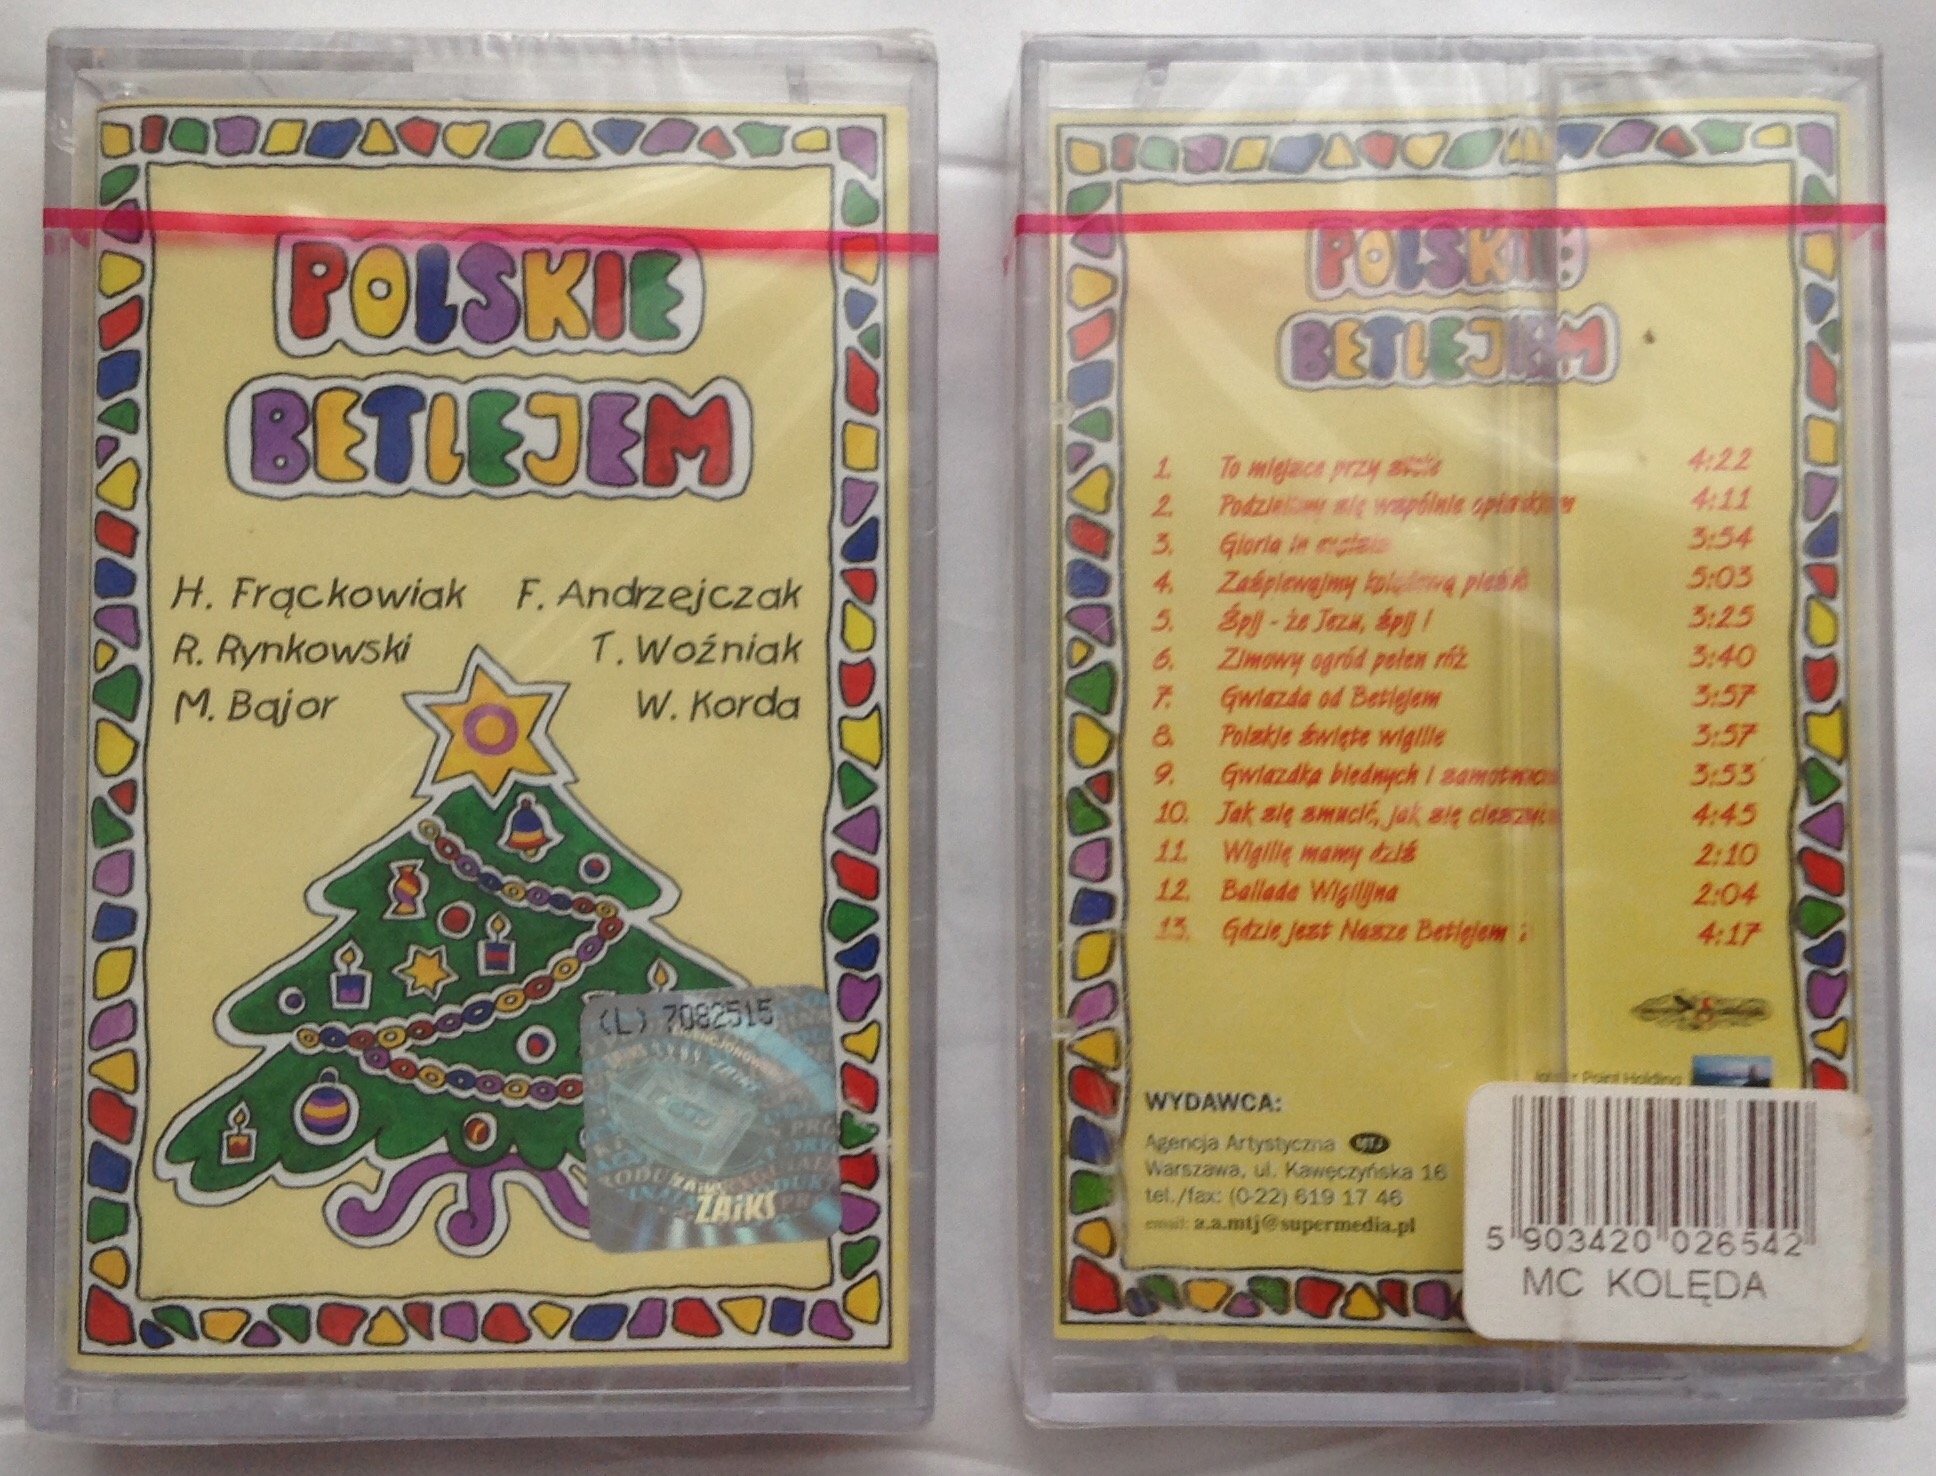 POLSKIE
BETLEJEM
H. Frąckowiak F. Andrzejczak
R. Rynkowski T. Woźniak
M. Bajor W. Korda
(L) 7082515
ZAiKS
POLSKIE
BETLEJEM
1. To miejsce przy stole 4:22
2. Podzielmy się wspólnie opłatkiem 4:11
3. Gloria in 3:54
4. Zaśpiewajmy kolędową pieśń 5:03
5. Śpij - że Jezu, śpij ! 3:25
6. Zimowy ogród pełen róż 3:40
7. Gwiazda od Betlejem 3:57
8. Polskie święte wigilie 3:57
9. Gwiazdka biednych i samotnych 3:53
10. Jak się smucić, jak się cieszyć 4:45
11. Wigilię mamy dziś 2:10
12. Ballada Wigilijna 2:04
13. Gdzie jest Nasze Betlejem ? 4:17
Point Holding
WYDAWCA:
Agencja Artystyczna MTJ
Warszawa, ul. Kawęczyńska 16
tel./fax: (0-22) 619 17 46
email: a.a.mtj@supermedia.pl
5 903420 026542
MC KOLĘDA